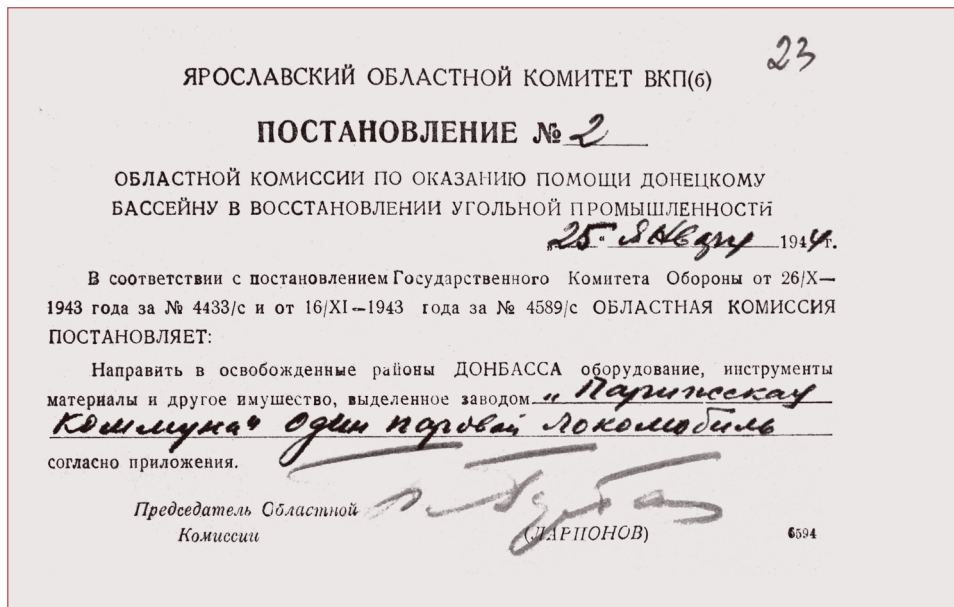 23
ЯРОСЛАВСКИЙ ОБЛАСТНОЙ КОМИТЕТ ВКП(б)
ПОСТАНОВЛЕНИЕ № 2
ОБЛАСТНОЙ КОМИССИИ ПО ОКАЗАНИЮ ПОМОЩИ ДОНЕЦКОМУ
БАССЕЙНУ В ВОССТАНОВЛЕНИИ УГОЛЬНОЙ ПРОМЫШЛЕННОСТИ
„25“ января 1944 г.
В соответствии с постановлением Государственного Комитета Обороны от 26/X—
1943 года за № 4433/с и от 16/XI—1943 года за № 4589/с ОБЛАСТНАЯ КОМИССИЯ
ПОСТАНОВЛЯЕТ:
Направить в освобожденные районы ДОНБАССА оборудование, инструменты
материалы и другое имущество, выделенное заводом „Парижская
Коммуна“ один паровой локомобиль
согласно приложения.
Председатель Областной
Комиссии (ЛАРИОНОВ) 6594